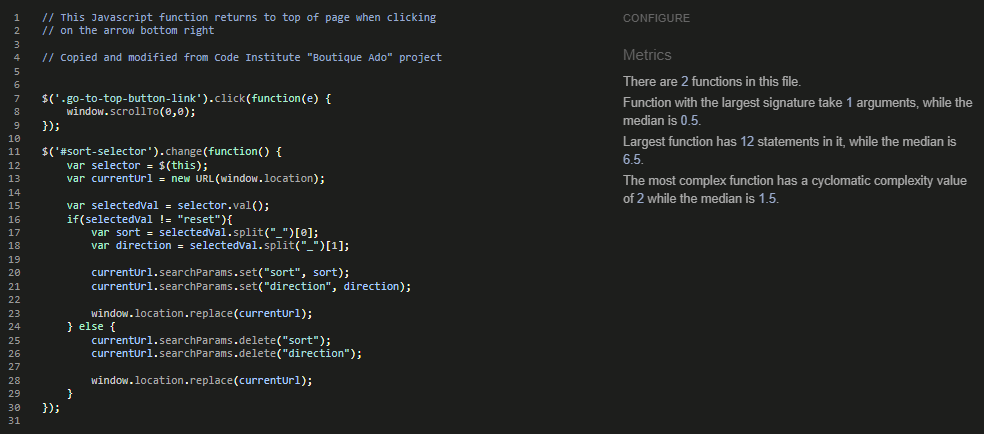 1 // This Javascript function returns to top of page when clicking
2 // on the arrow bottom right
3
4 // Copied and modified from Code Institute "Boutique Ado" project
5
6
7 $('.go-to-top-button-link').click(function(e) {
8     window.scrollTo(0,0);
9 });
10
11 $('#sort-selector').change(function() {
12     var selector = $(this);
13     var currentUrl = new URL(window.location);
14
15     var selectedVal = selector.val();
16     if(selectedVal != "reset"){
17         var sort = selectedVal.split("_")[0];
18         var direction = selectedVal.split("_")[1];
19
20         currentUrl.searchParams.set("sort", sort);
21         currentUrl.searchParams.set("direction", direction);
22
23         window.location.replace(currentUrl);
24     } else {
25         currentUrl.searchParams.delete("sort");
26         currentUrl.searchParams.delete("direction");
27
28         window.location.replace(currentUrl);
29     }
30 });
31
CONFIGURE
Metrics
There are 2 functions in this file.
Function with the largest signature take 1 arguments, while the
median is 0.5.
Largest function has 12 statements in it, while the median is
6.5.
The most complex function has a cyclomatic complexity value
of 2 while the median is 1.5.